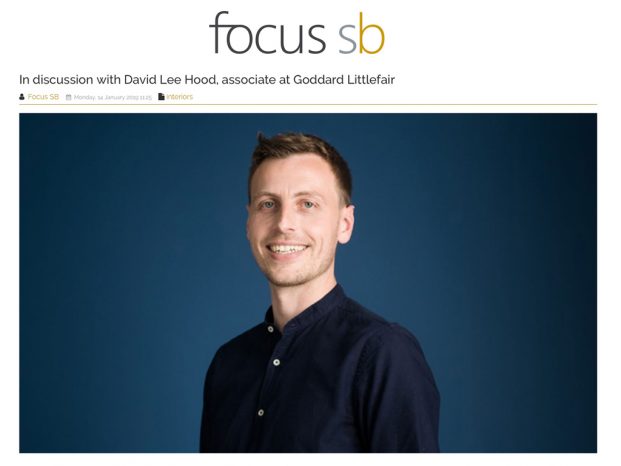 focus sb
In discussion with David Lee Hood, associate at Goddard Littlefair
Focus SB Monday, 14 January 2019 11:25 Interiors